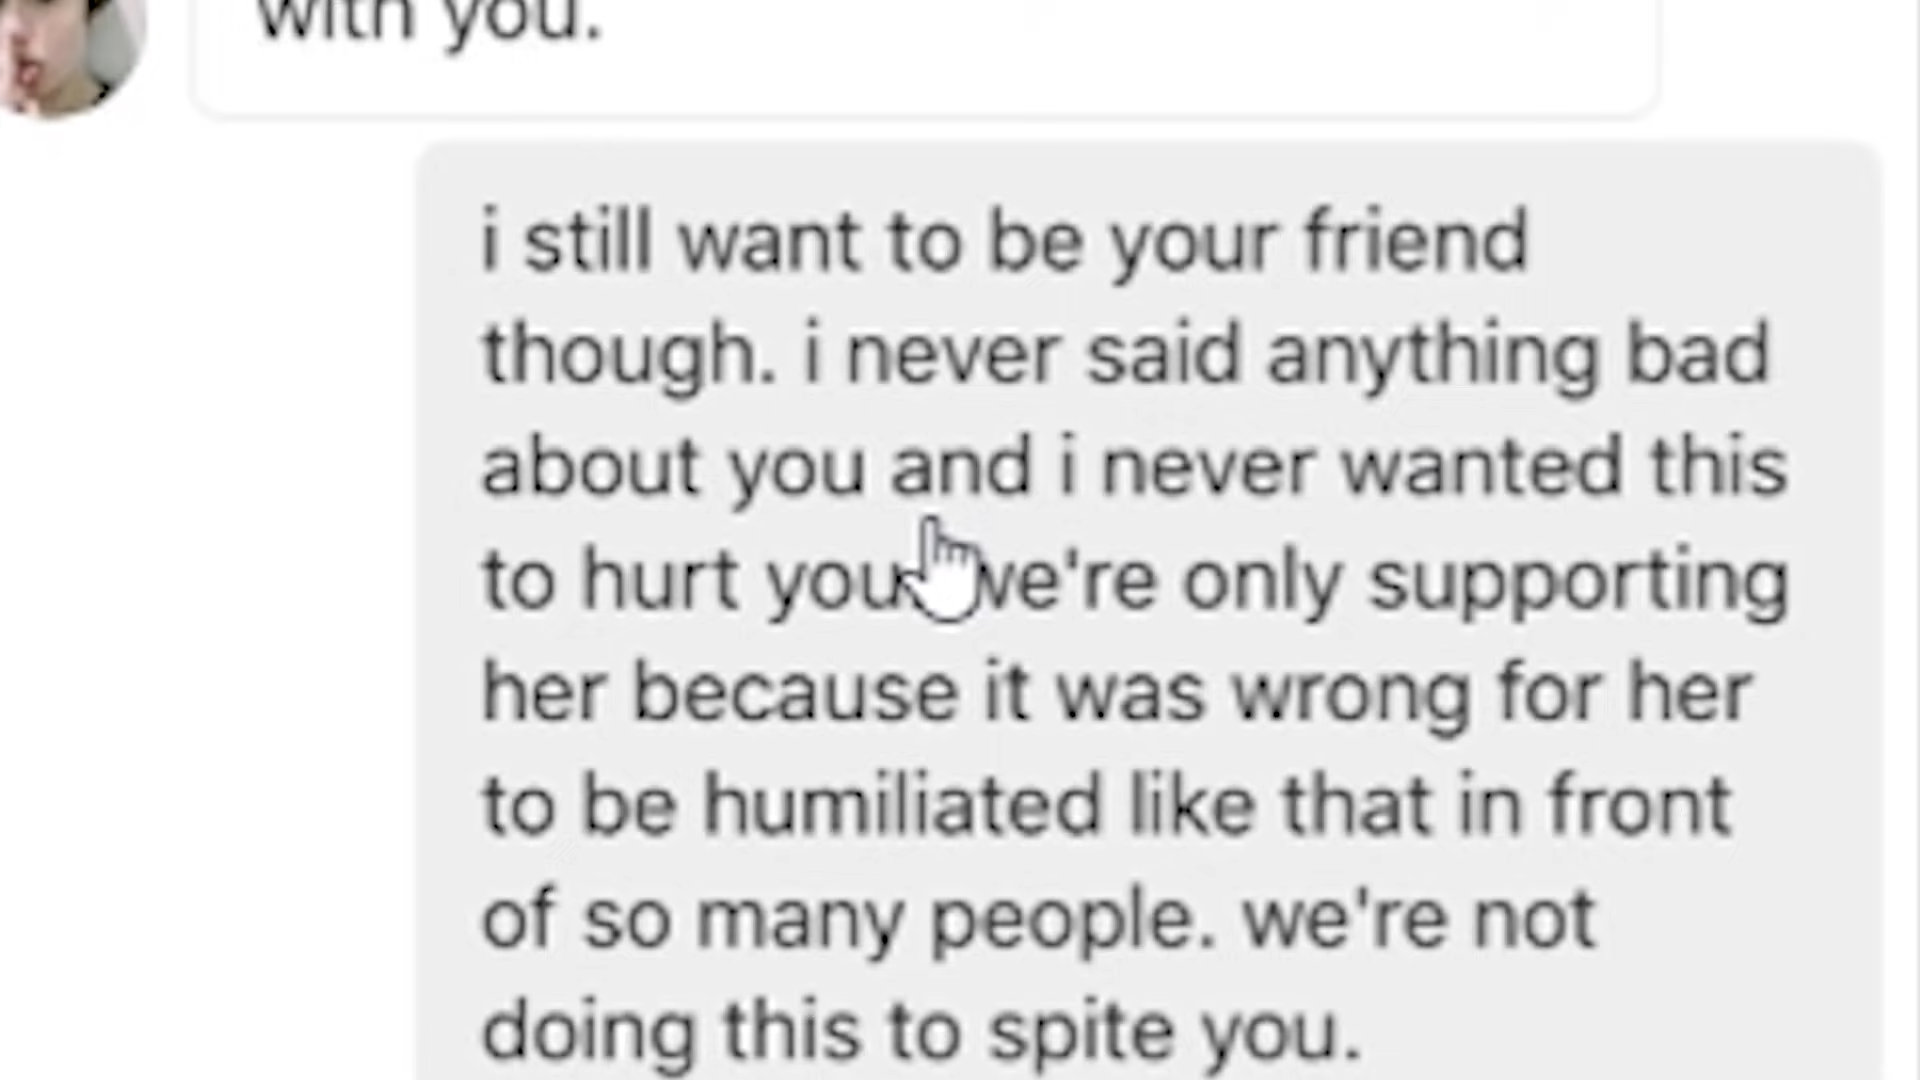 with you.
i still want to be your friend
though. i never said anything bad
about you and i never wanted this
to hurt you we're only supporting
her because it was wrong for her
to be humiliated like that in front
of so many people. we're not
doing this to spite you.